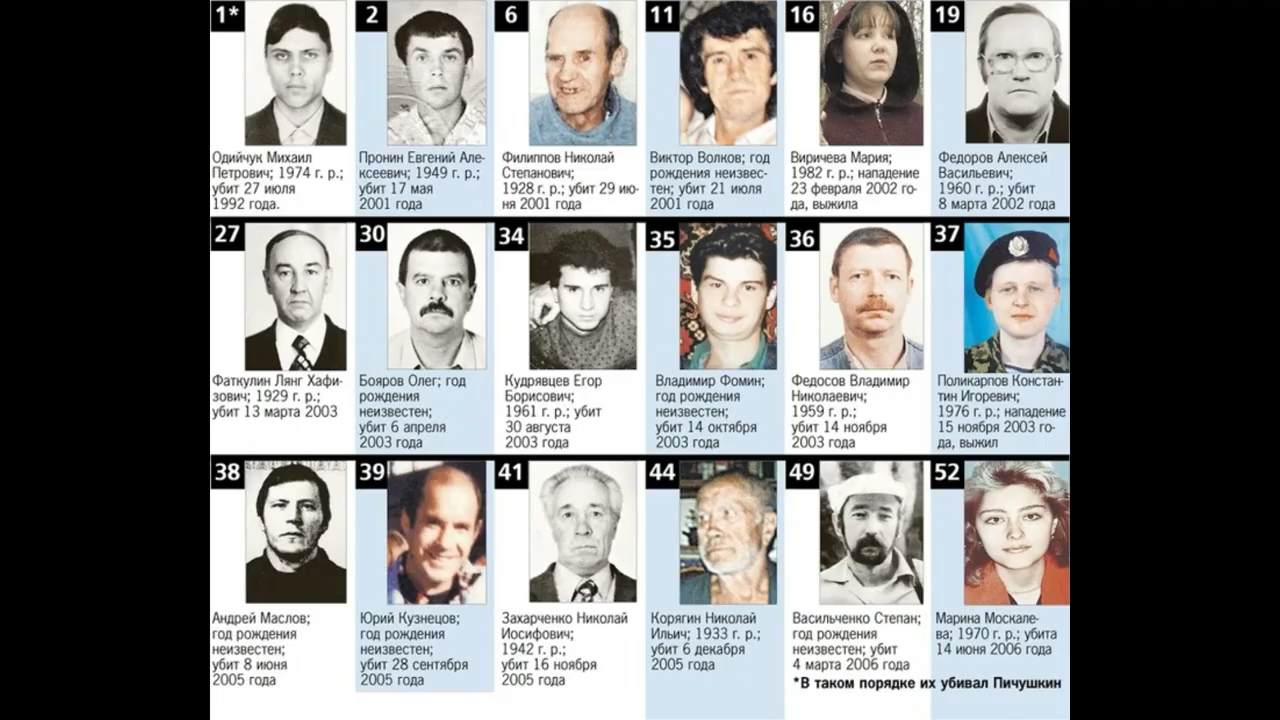 1*
Одийчук Михаил
Петрович; 1974 г. р.;
убит 27 июля
1992 года.
2
Пронин Евгений Але-
ксеевич; 1949 г. р.;
убит 17 мая
2001 года
6
Филиппов Николай
Степанович;
1928 г. р.; убит 29 ию-
ня 2001 года
11
Виктор Волков; год
рождения неизвес-
тен; убит 21 июля
2001 года
16
Виричева Мария;
1982 г. р.; нападение
23 февраля 2002 го-
да, выжила
19
Федоров Алексей
Васильевич;
1960 г. р.; убит
8 марта 2002 года
27
Фаткулин Лянг Хафи-
зович; 1929 г. р.;
убит 13 марта 2003
30
Бояров Олег; год
рождения
неизвестен;
убит 6 апреля
2003 года
34
Кудрявцев Егор
Борисович;
1961 г. р.; убит
30 августа
2003 года
35
Владимир Фомин;
год рождения
неизвестен;
убит 14 октября
2003 года
36
Федосов Владимир
Николаевич;
1959 г. р.;
убит 14 ноября
2003 года
37
Поликарпов Констан-
тин Игоревич;
1976 г. р.; нападение
15 ноября 2003 го-
да, выжил
38
Андрей Маслов;
год рождения
неизвестен;
убит 8 июня
2005 года
39
Юрий Кузнецов;
год рождения
неизвестен;
убит 28 сентября
2005 года
41
Захарченко Николай
Иосифович;
1942 г. р.;
убит 16 ноября
2005 года
44
Корягин Николай
Ильич; 1933 г. р.;
убит 6 декабря
2005 года
49
Васильченко Степан;
год рождения
неизвестен; убит
4 марта 2006 года
52
Марина Москале-
ва; 1970 г. р.; убита
14 июня 2006 года
*В таком порядке их убивал Пичушкин